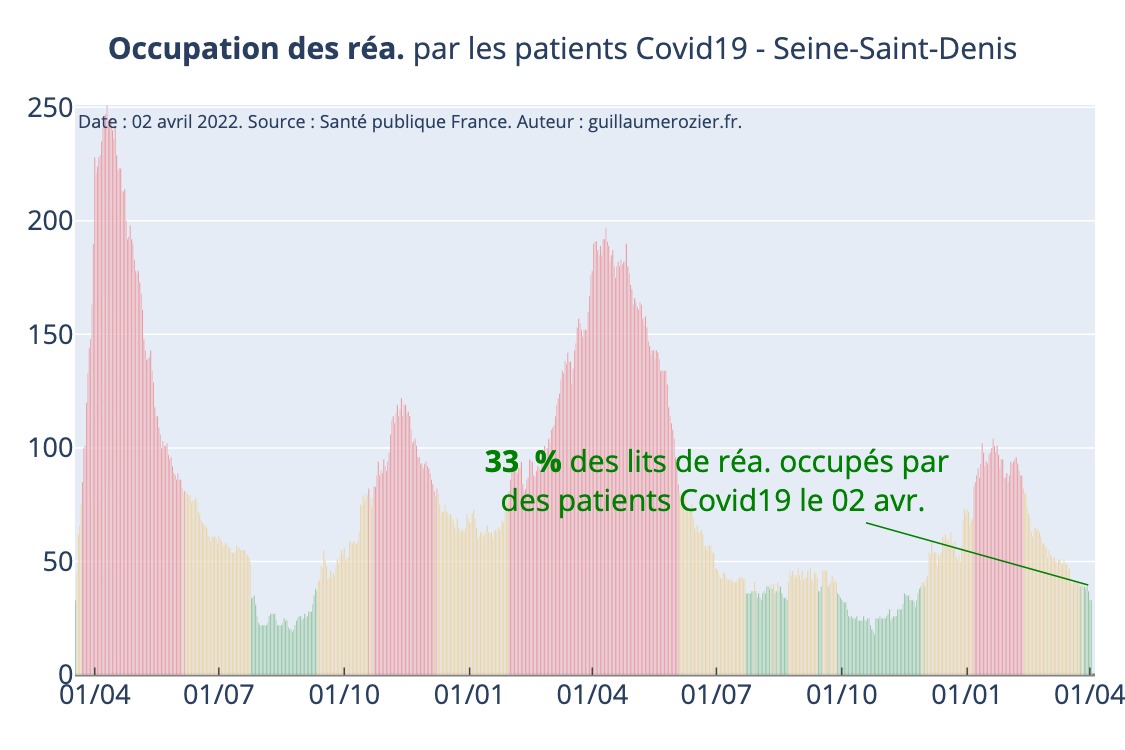 Occupation des réa. par les patients Covid19 - Seine-Saint-Denis
250
Date : 02 avril 2022. Source : Santé publique France. Auteur : guillaumerozier.fr.
200
150
100
33 % des lits de réa. occupés par
des patients Covid19 le 02 avr.
50
0
01/04 01/07 01/10 01/01 01/04 01/07 01/10 01/01 01/04